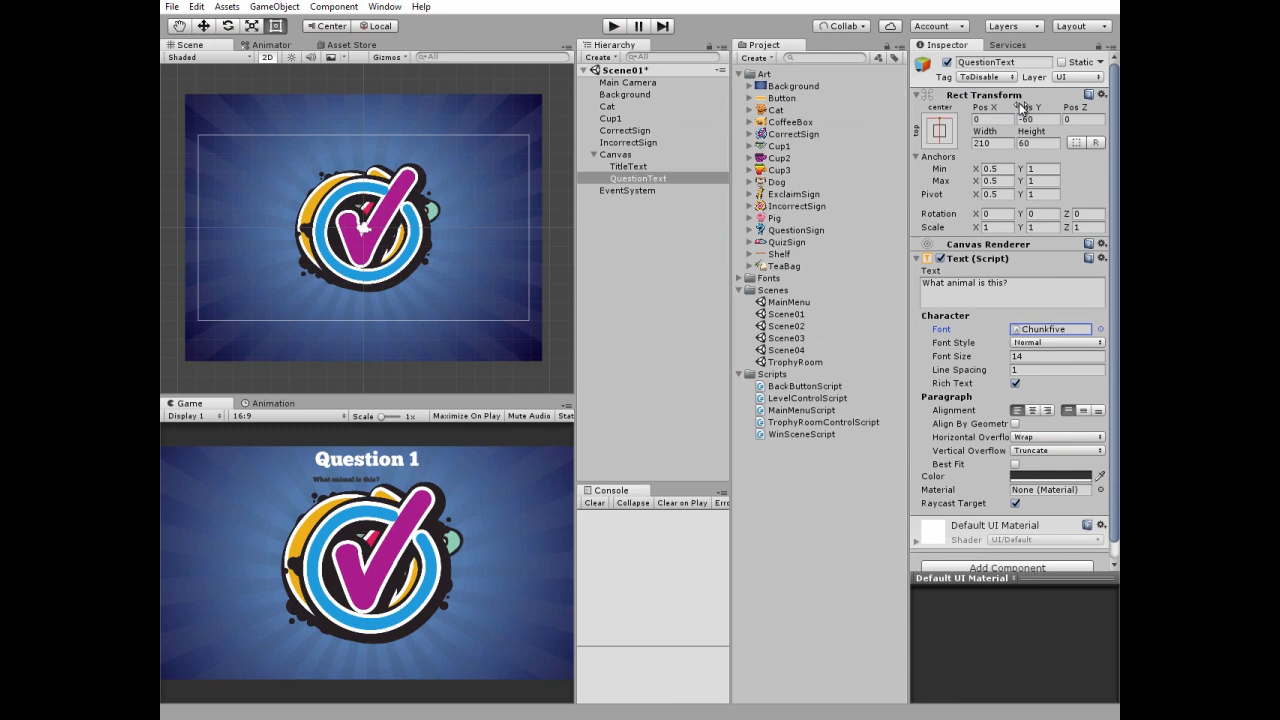 File Edit Assets GameObject Component Window Help
Center Local Collab Account Layers Layout
Scene Animator Asset Store
Shaded 2D Gizmos All
Question 1
What animal is this?
Game Animation
Display 1 16:9 Scale 1x Maximize On Play Mute Audio Stat
Hierarchy
Create All
Scene01*
Main Camera
Background
Cat
Cup1
CorrectSign
IncorrectSign
Canvas
TitleText
QuestionText
EventSystem
Console
Clear Collapse Clear on Play Erro
Project
Create
Art
Background
Button
Cat
CoffeeBox
CorrectSign
Cup1
Cup2
Cup3
Dog
ExclaimSign
IncorrectSign
Pig
QuestionSign
QuizSign
Shelf
TeaBag
Fonts
Scenes
MainMenu
Scene01
Scene02
Scene03
Scene04
TrophyRoom
Scripts
BackButtonScript
LevelControlScript
MainMenuScript
TrophyRoomControlScript
WinSceneScript
Inspector Services
QuestionText Static
Tag ToDisable Layer UI
Rect Transform
center Pos X Y Pos Z
top 0 -60 0
Width Height
210 60 R
Anchors
Min X 0.5 Y 1
Max X 0.5 Y 1
Pivot X 0.5 Y 1
Rotation X 0 Y 0 Z 0
Scale X 1 Y 1 Z 1
Canvas Renderer
Text (Script)
Text
What animal is this?
Character
Font Chunkfive
Font Style Normal
Font Size 14
Line Spacing 1
Rich Text
Paragraph
Alignment
Align By Geometr
Horizontal Overflo Wrap
Vertical Overflow Truncate
Best Fit
Color
Material None (Material)
Raycast Target
Default UI Material
Shader UI/Default
Add Component
Default UI Material